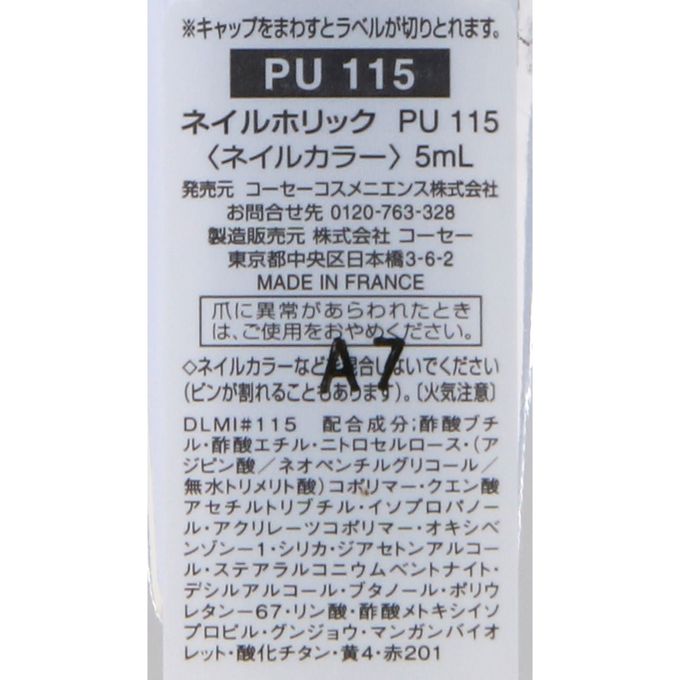 ※キャップをまわすとラベルが切りとれます。
PU 115
ネイルホリック PU 115
〈ネイルカラー〉5mL
発売元 コーセーコスメニエンス株式会社
お問合せ先 0120-763-328
製造販売元 株式会社 コーセー
東京都中央区日本橋3-6-2
MADE IN FRANCE
爪に異常があらわれたとき
は、ご使用をおやめください。
◇ネイルカラーなどを混合しないでください
(ビンが割れることもあります)。〔火気注意〕
A7
DLMI#115 配合成分;酢酸ブチ
ル・酢酸エチル・ニトロセルロース・(ア
ジピン酸/ネオペンチルグリコール/
無水トリメリト酸)コポリマー・クエン酸
アセチルトリブチル・イソプロパノー
ル・アクリレーツコポリマー・オキシベ
ンゾン-1・シリカ・ジアセトンアルコー
ル・ステアラルコニウムベントナイト・
デシルアルコール・ブタノール・ポリウ
レタン-67・リン酸・酢酸メトキシイソ
プロピル・グンジョウ・マンガンバイオ
レット・酸化チタン・黄4・赤201